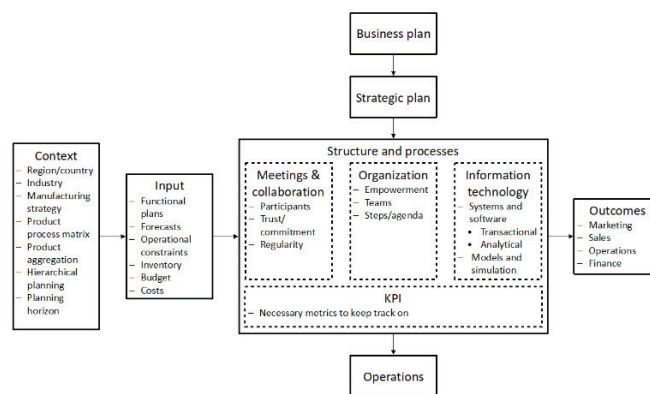 Business plan
Strategic plan
Structure and processes
Context
– Region/country
– Industry
– Manufacturing
strategy
– Product
process matrix
– Product
aggregation
– Hierarchical
planning
– Planning
horizon
Input
– Functional
plans
– Forecasts
– Operational
constraints
– Inventory
– Budget
– Costs
Meetings &
collaboration
– Participants
– Trust/
commitment
– Regularity
Organization
– Empowerment
– Teams
– Steps/agenda
Information
technology
– Systems and
software
• Transactional
• Analytical
– Models and
simulation
KPI
– Necessary metrics to keep track on
Outcomes
– Marketing
– Sales
– Operations
– Finance
Operations